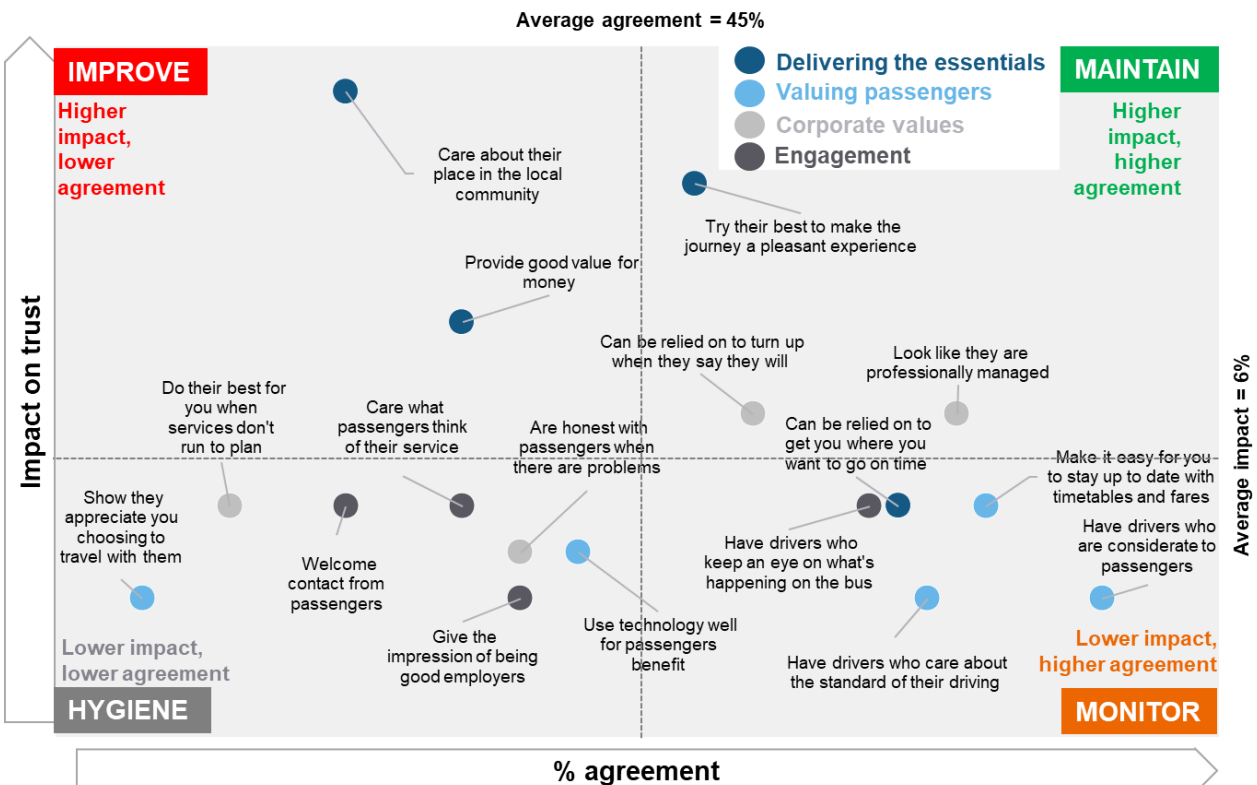 Average agreement = 45%
IMPROVE
Higher
impact,
lower
agreement
Delivering the essentials
Valuing passengers
Corporate values
Engagement
MAINTAIN
Higher
impact,
higher
agreement
Care about their
place in the local
community
Try their best to make the
journey a pleasant experience
Provide good value for
money
Impact on trust
Can be relied on to turn up
when they say they will
Look like they are
professionally managed
Average impact = 6%
Do their best for
you when
services don't
run to plan
Care what
passengers think
of their service
Are honest with
passengers when
there are problems
Can be relied on to
get you where you
want to go on time
Make it easy for you
to stay up to date with
timetables and fares
Show they
appreciate you
choosing to
travel with them
Welcome
contact from
passengers
Have drivers who
keep an eye on what's
happening on the bus
Have drivers who
are considerate to
passengers
Give the
impression of being
good employers
Use technology well
for passengers
benefit
Have drivers who care about
the standard of their driving
Lower impact,
lower agreement
HYGIENE
Lower impact,
higher agreement
MONITOR
% agreement